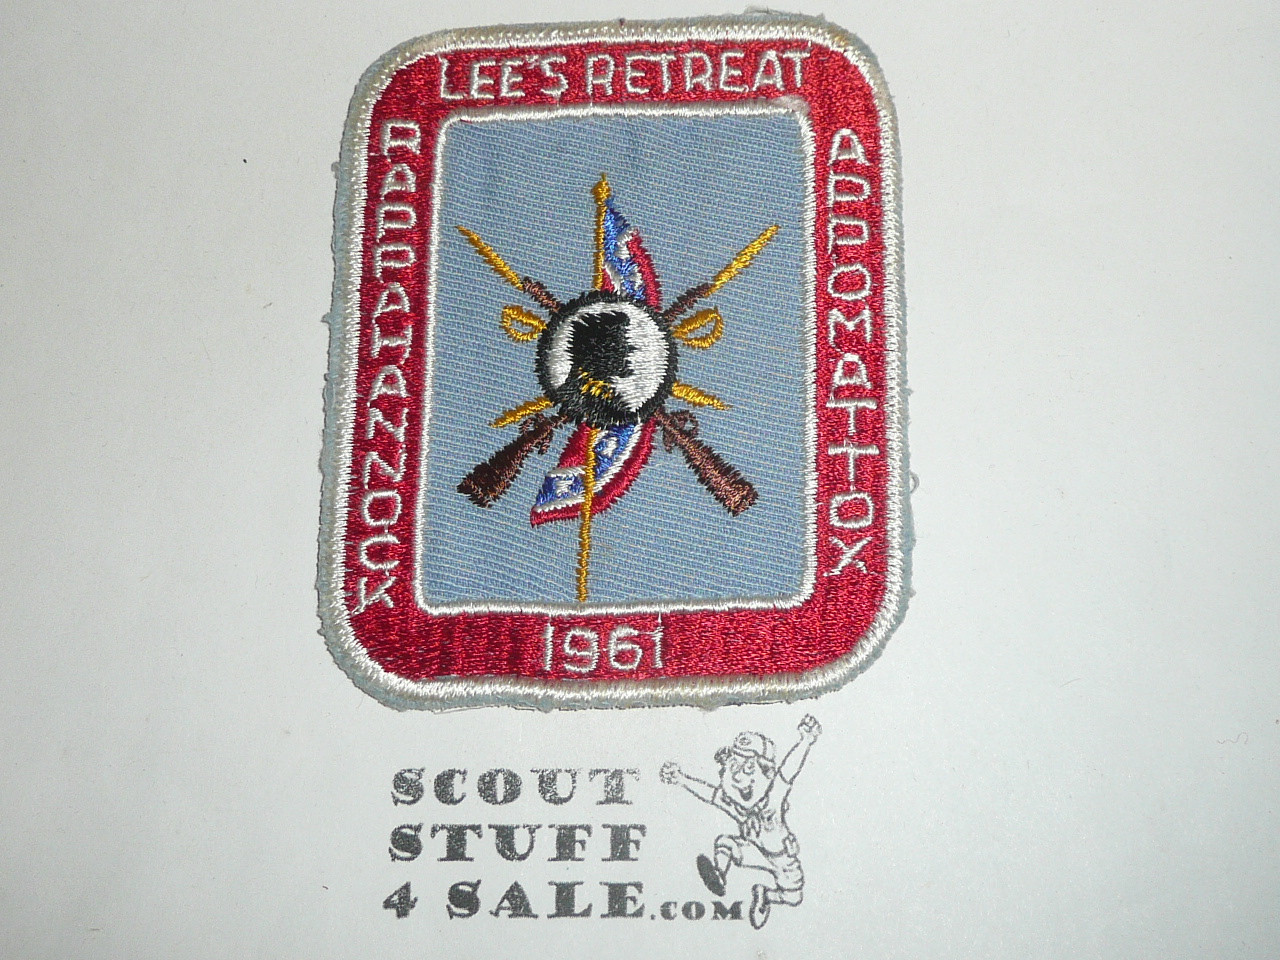 LEE'S RETREAT
RAPPAHANNOCK
APPOMATTOX
1961
SCOUT
STUFF
4 SALE.COM